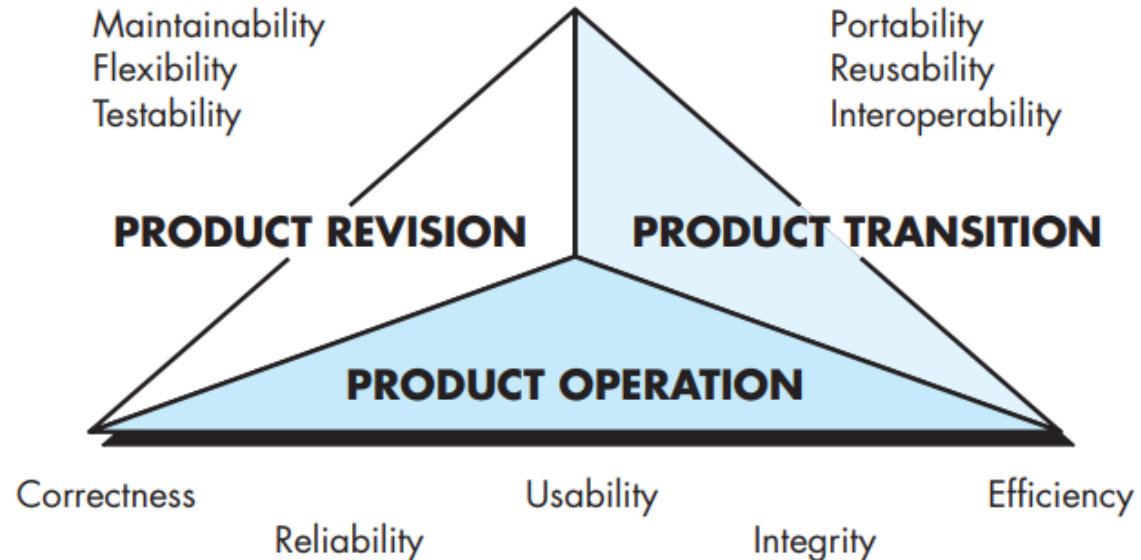 Maintainability
Flexibility
Testability
Portability
Reusability
Interoperability
PRODUCT REVISION
PRODUCT TRANSITION
PRODUCT OPERATION
Correctness
Usability
Efficiency
Reliability
Integrity